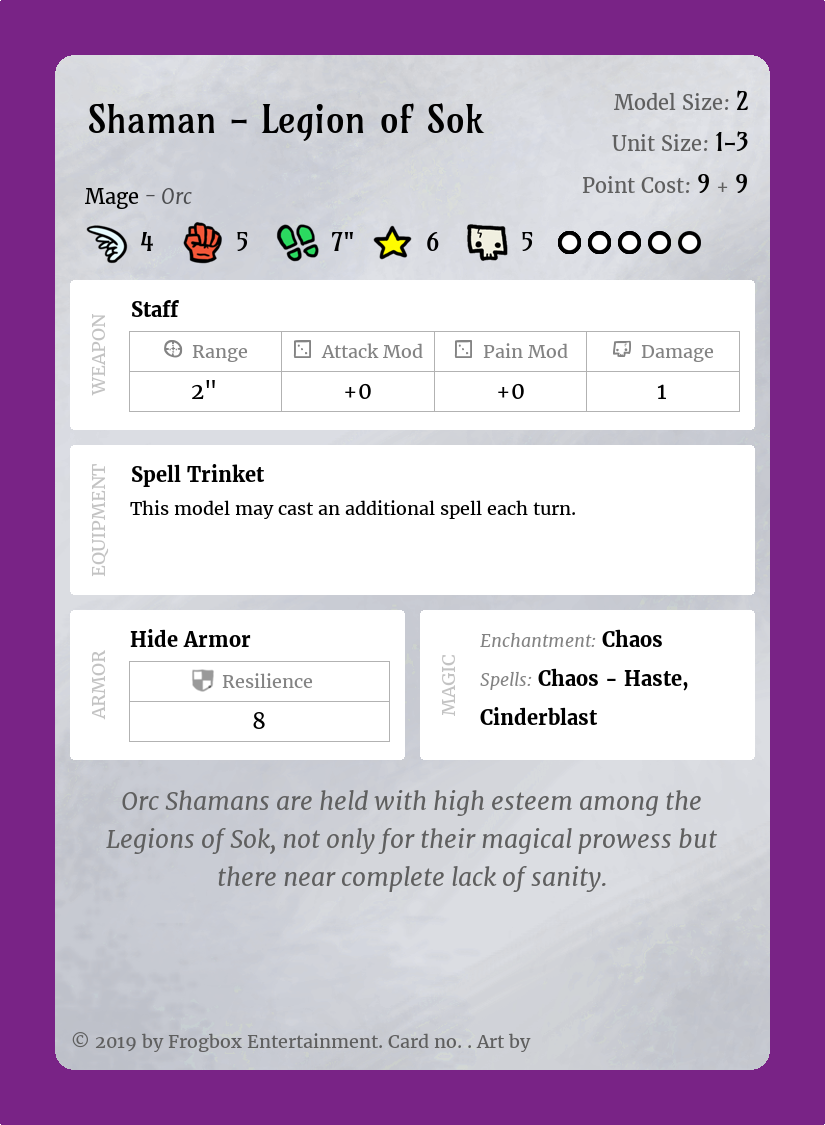 Shaman – Legion of Sok
Model Size: 2
Unit Size: 1–3
Point Cost: 9 + 9
Mage – Orc
4 5 7" 6 5
WEAPON
Staff
Range Attack Mod Pain Mod Damage
2" +0 +0 1
EQUIPMENT
Spell Trinket
This model may cast an additional spell each turn.
ARMOR
Hide Armor
Resilience
8
MAGIC
Enchantment: Chaos
Spells: Chaos - Haste,
Cinderblast
Orc Shamans are held with high esteem among the
Legions of Sok, not only for their magical prowess but
there near complete lack of sanity.
© 2019 by Frogbox Entertainment. Card no. . Art by